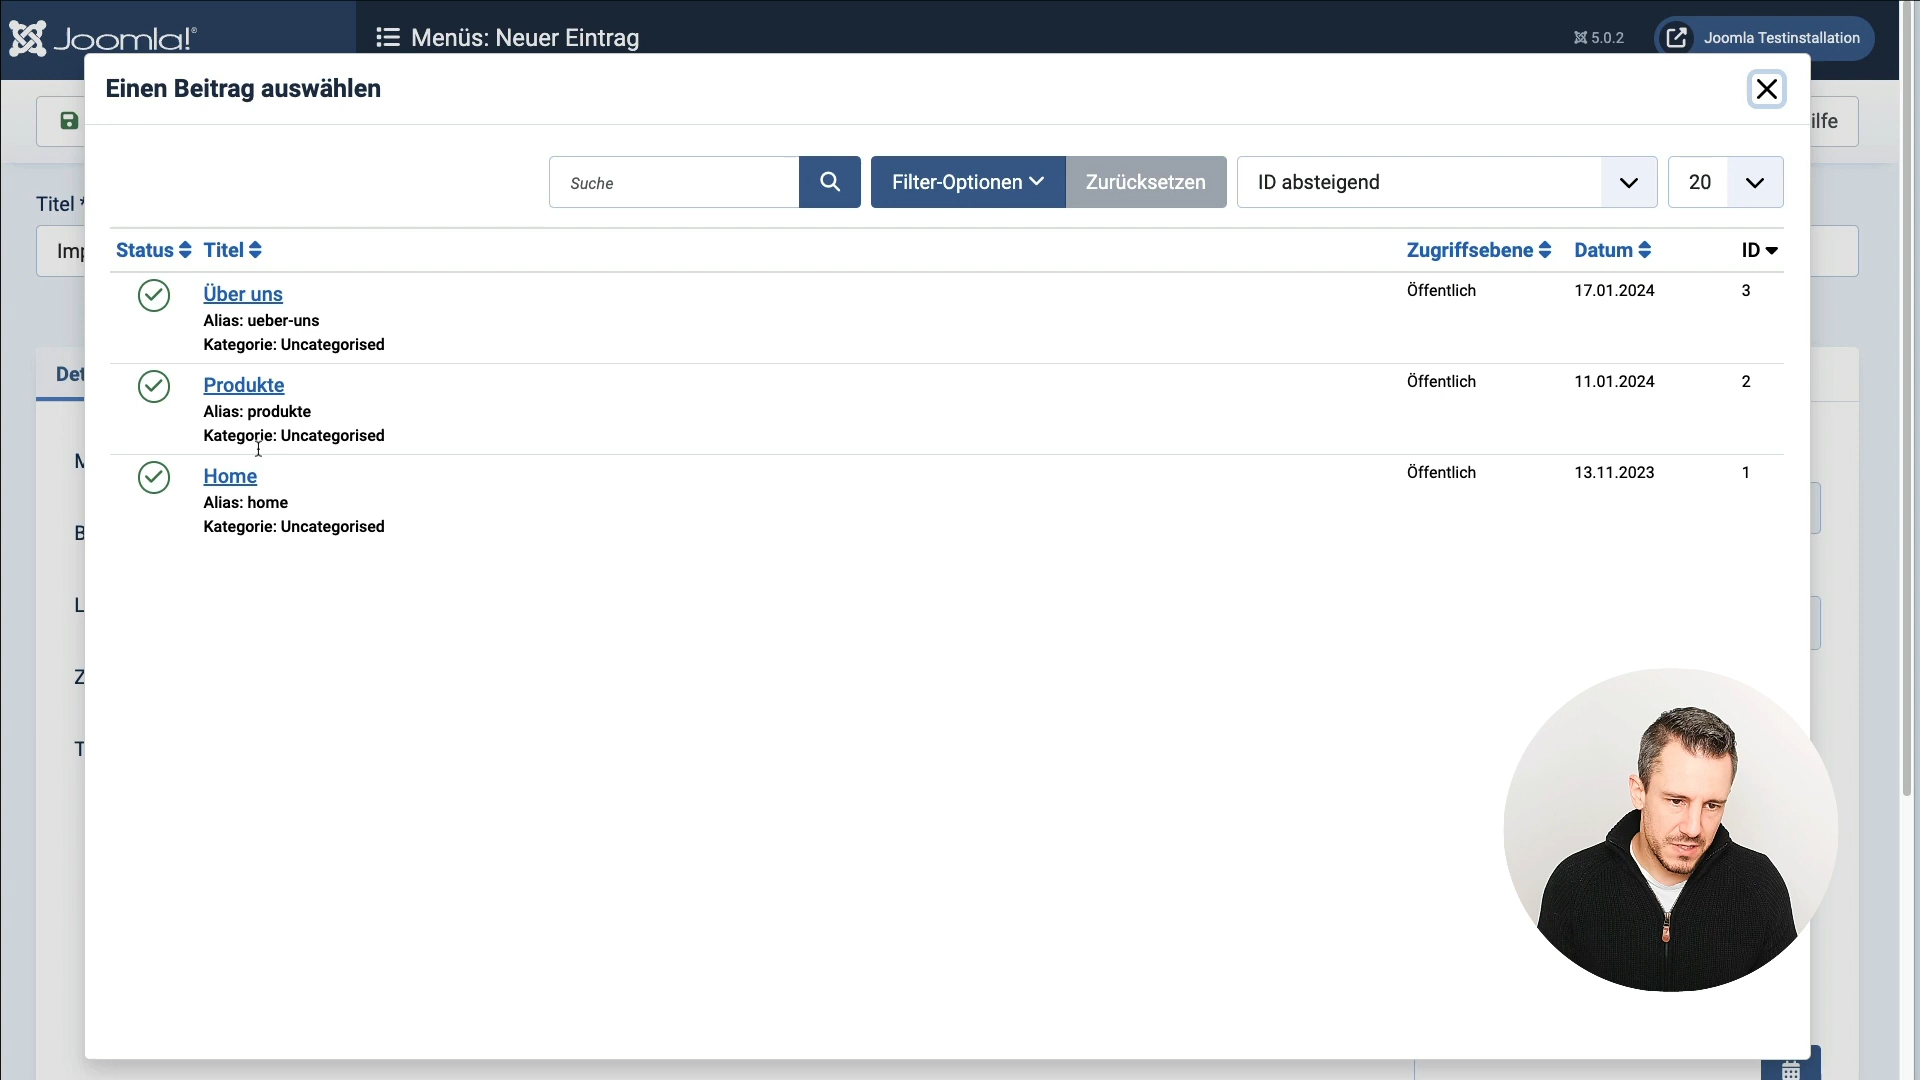 Joomla!®
Menüs: Neuer Eintrag
5.0.2
Joomla Testinstallation
Einen Beitrag auswählen
ilfe
Suche
Filter-Optionen
Zurücksetzen
ID absteigend
20
Titel *
Imp
Status
Titel
Zugriffsebene
Datum
ID
Über uns
Öffentlich
17.01.2024
3
Alias: ueber-uns
Kategorie: Uncategorised
Det
Produkte
Öffentlich
11.01.2024
2
Alias: produkte
Kategorie: Uncategorised
M
Home
Öffentlich
13.11.2023
1
Alias: home
Kategorie: Uncategorised
B
L
Z
T